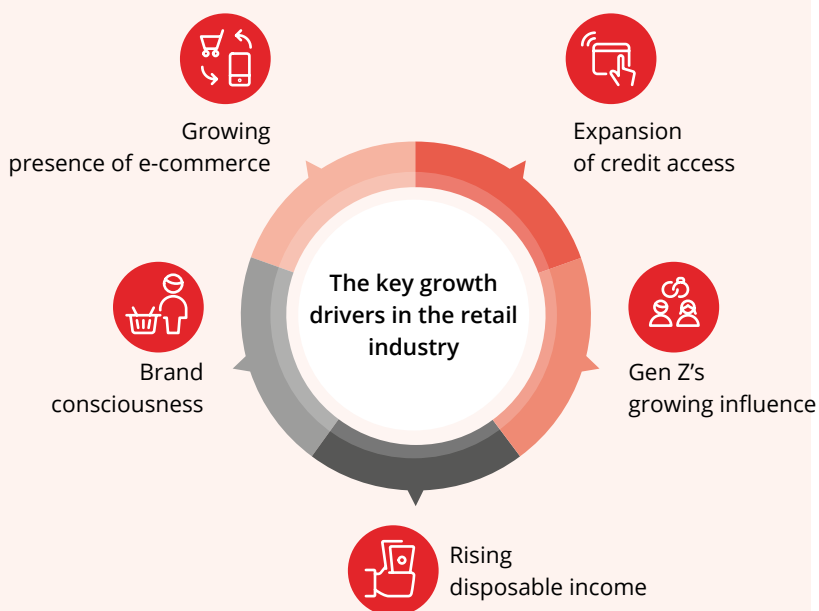 Growing
presence of e-commerce
Expansion
of credit access
The key growth
drivers in the retail
industry
Brand
consciousness
Gen Z’s
growing influence
Rising
disposable income